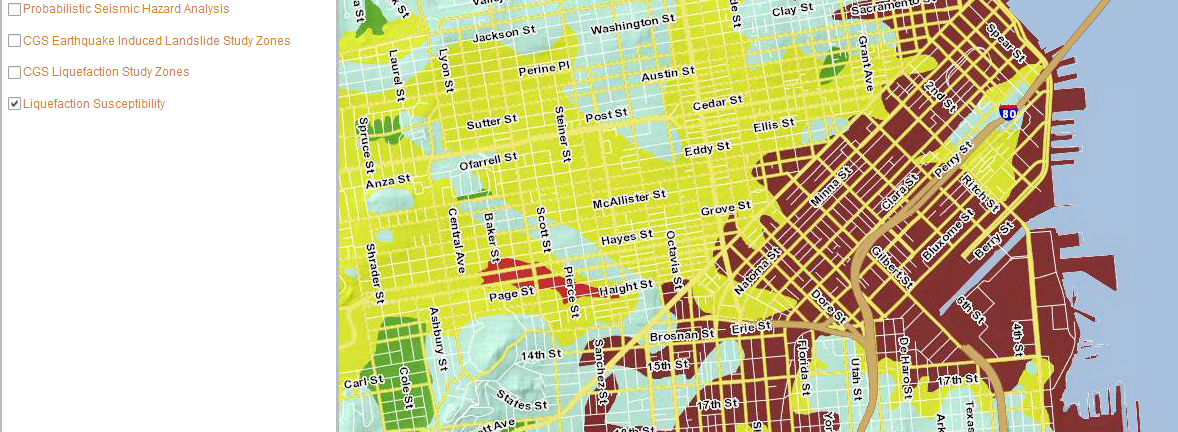 Probabilistic Seismic Hazard Analysis
CGS Earthquake Induced Landslide Study Zones
CGS Liquefaction Study Zones
Liquefaction Susceptibility
Clay St
Sacramento St
Washington St
Jackson St
Spear St
Grant Ave
Laurel St
Lyon St
Perine Pl
Austin St
2nd St
Cedar St
80
Sutter St
Post St
Steiner St
Ellis St
Spruce St
Eddy St
Ofarrell St
Perry St
Anza St
Minna St
Clara St
Ritch St
McAllister St
Grove St
Central Ave
Baker St
Scott St
Hayes St
Octavia St
Bluxome St
Berry St
Shrader St
Natoma St
Gilbert St
Page St
Pierce St
Haight St
Dore St
6th St
Ashbury St
Erie St
Brosnan St
4th St
14th St
Sanchez St
15th St
Florida St
Utah St
De Haro St
Carl St
Cole St
17th St
States St
17th St
18th St
Texas